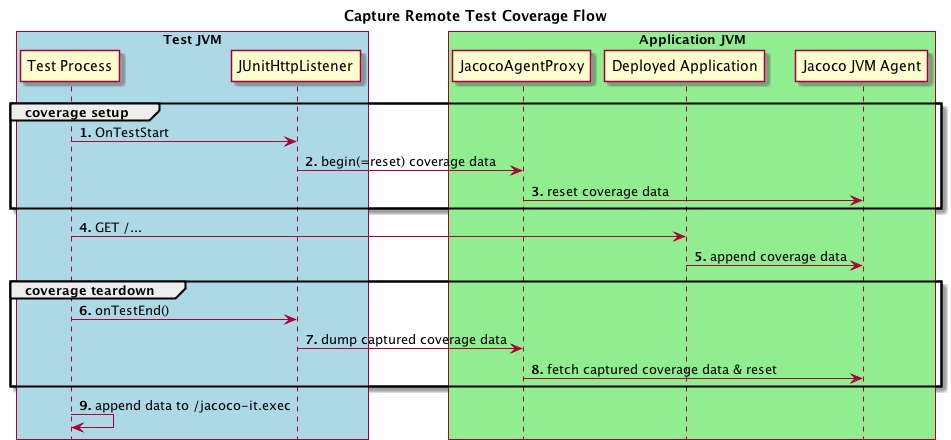 Capture Remote Test Coverage Flow
Test JVM
Application JVM
Test Process
JUnitHttpListener
JacocoAgentProxy
Deployed Application
Jacoco JVM Agent
coverage setup
1. OnTestStart
2. begin(=reset) coverage data
3. reset coverage data
4. GET /...
5. append coverage data
coverage teardown
6. onTestEnd()
7. dump captured coverage data
8. fetch captured coverage data & reset
9. append data to /jacoco-it.exec